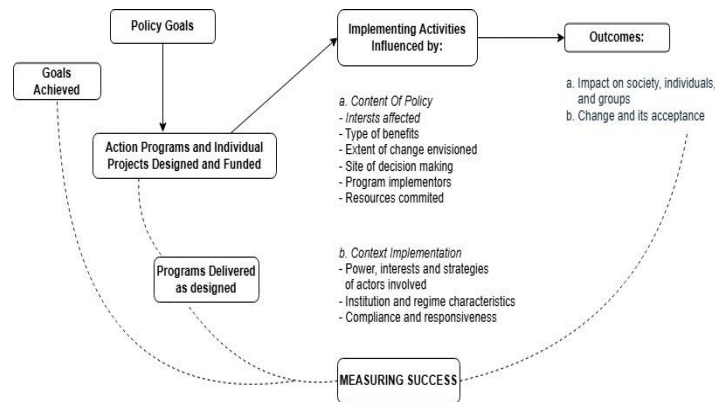 Policy Goals
Goals
Achieved
Action Programs and Individual
Projects Designed and Funded
Programs Delivered
as designed
Implementing Activities
Influenced by:
a. Content Of Policy
- Intersts affected
- Type of benefits
- Extent of change envisioned
- Site of decision making
- Program implementors
- Resources commited
b. Context Implementation
- Power, interests and strategies
of actors involved
- Institution and regime characteristics
- Compliance and responsiveness
MEASURING SUCCESS
Outcomes:
a. Impact on society, individuals,
and groups
b. Change and its acceptance